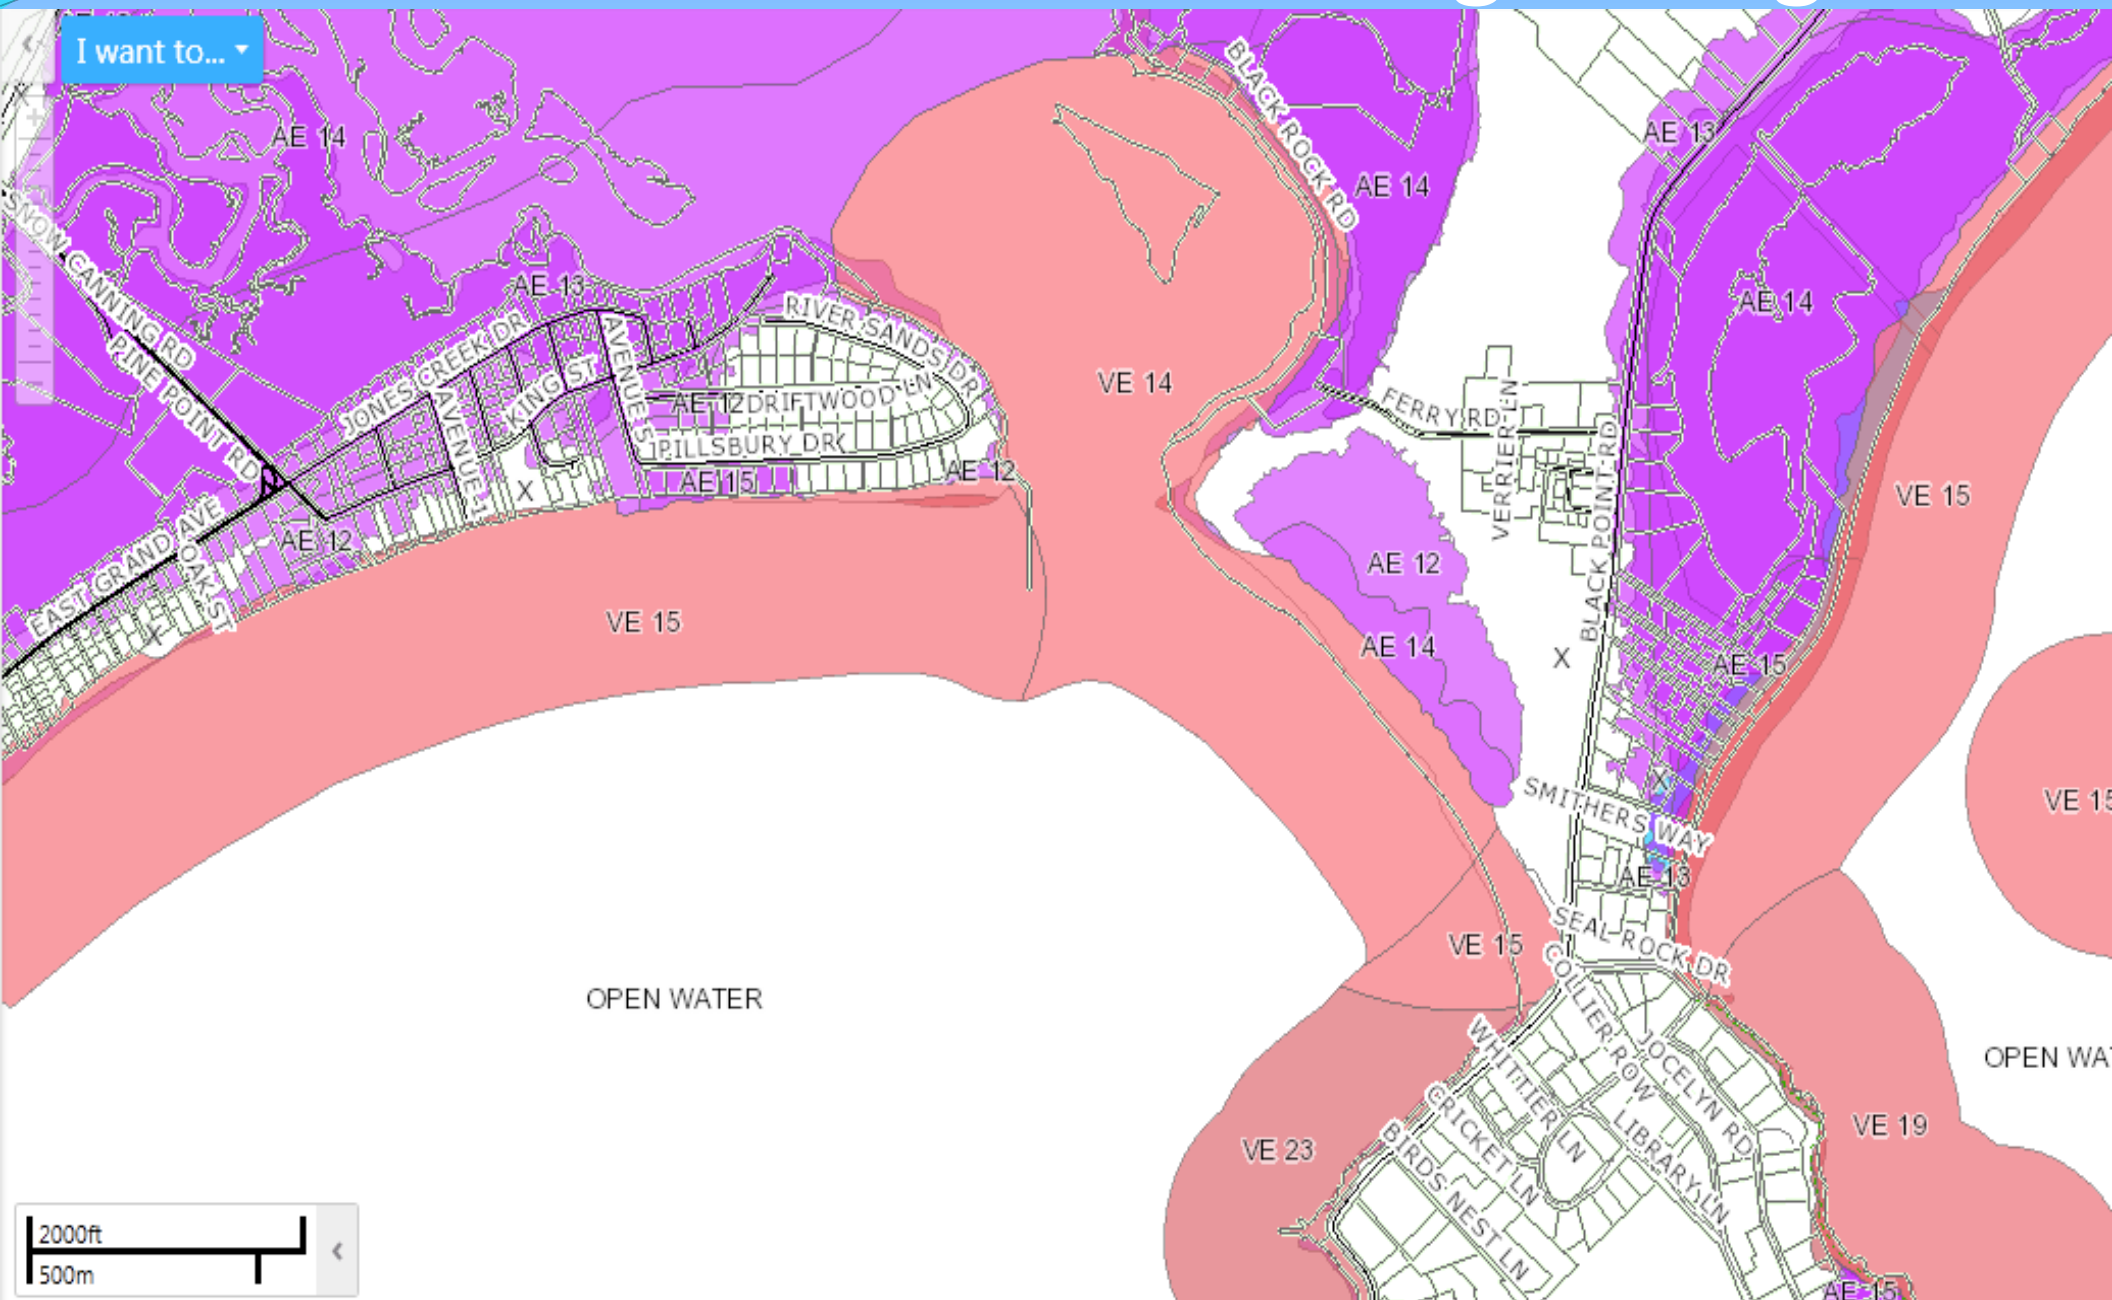 I want to...
AE 14
BLACK ROCK RD
AE 13
AE 14
SNOW CANNING RD
AE 13
AE 14
RIVER SANDS DR
PINE POINT RD
JONES CREEK DR
AVENUE 5
KING ST
AE 12
DRIFTWOOD LN
VE 14
FERRY RD
VERRIER LN
AVENUE 1
PILLSBURY DR
AE 15
AE 12
X
BLACK POINT RD
VE 15
EAST GRAND AVE
OAK ST
AE 12
X
VE 15
AE 12
AE 14
X
AE 15
X
SMITHERS WAY
VE 15
AE 13
SEAL ROCK DR
VE 15
OPEN WATER
COLLIER ROW
JOCELYN RD
OPEN WAT
WHITTIER LN
CRICKET LN
LIBRARY LN
VE 19
VE 23
BIRDS NEST LN
2000ft
500m
AE 15